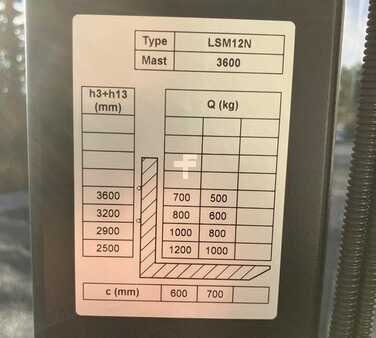 Type LSM12N
Mast 3600
h3+h13 (mm) Q (kg)
3600 700 500
3200 800 600
2900 1000 800
2500 1200 1000
c (mm) 600 700